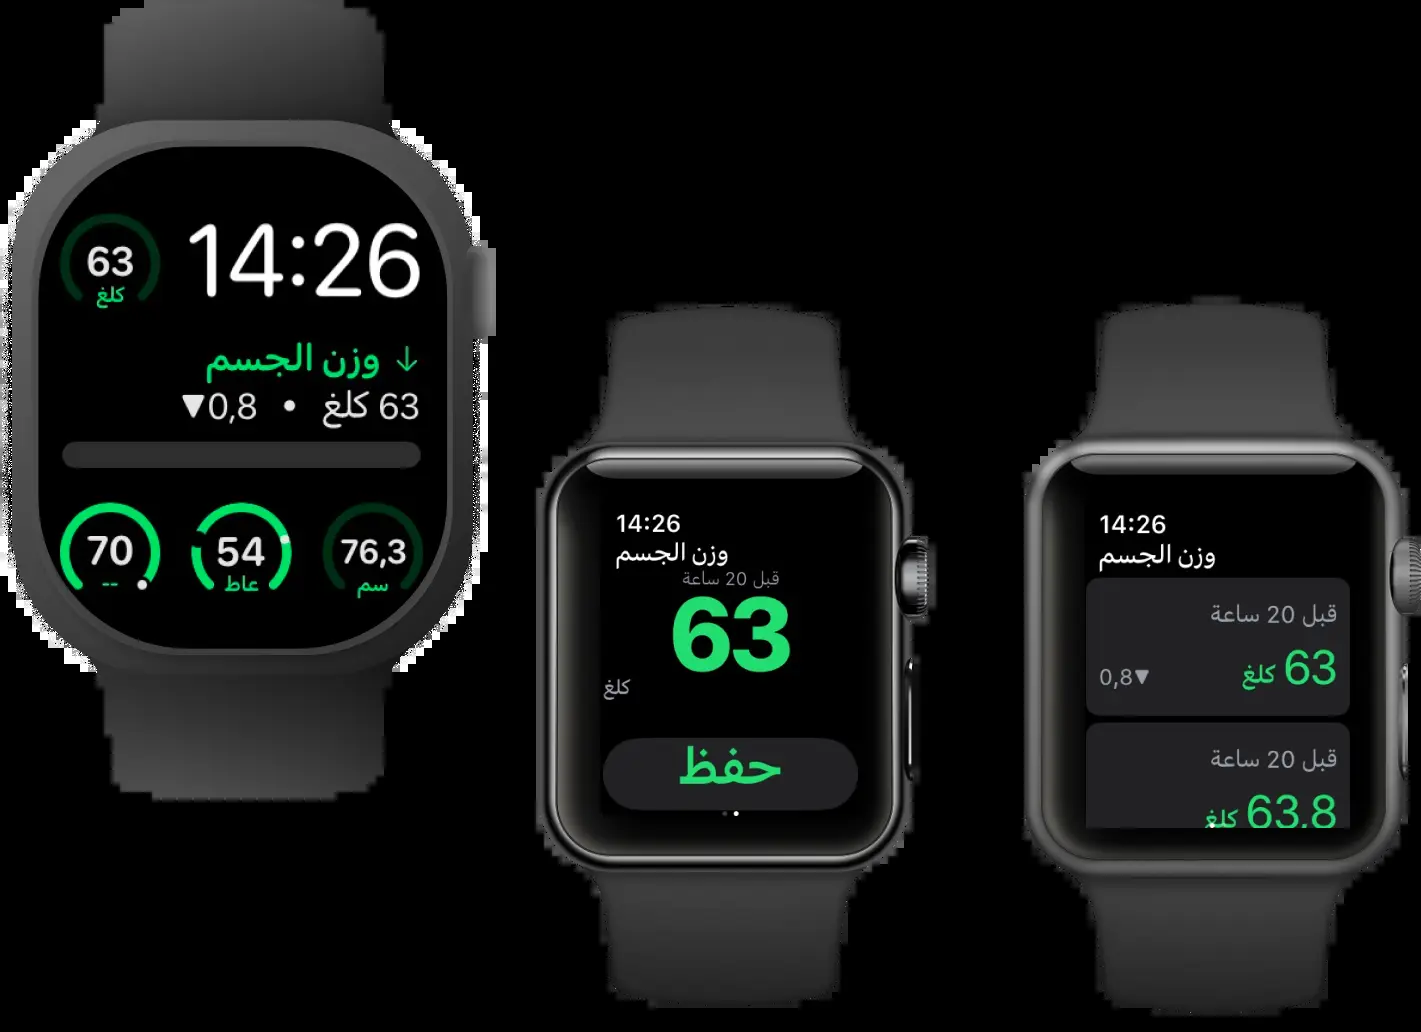 14:26
63
كلغ
↓ وزن الجسم
63 كلغ • 0,8▼
76,3
سم
54
عاط
70
--
14:26
وزن الجسم
قبل 20 ساعة
63
كلغ
حفظ
14:26
وزن الجسم
قبل 20 ساعة
63 كلغ
0,8▼
قبل 20 ساعة
63,8 كلغ